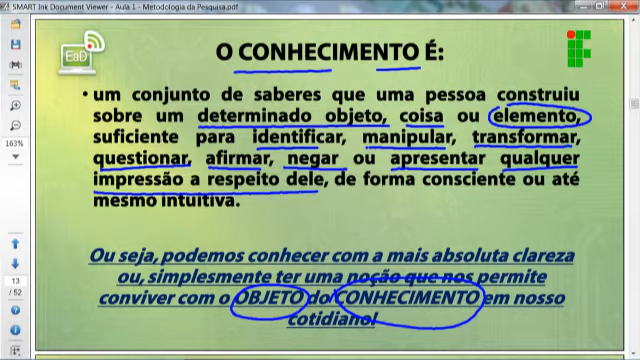 SMART Ink Document Viewer - Aula 1 - Metodologia da Pesquisa.pdf
EaD
O CONHECIMENTO É:
• um conjunto de saberes que uma pessoa construiu
sobre um determinado objeto, coisa ou elemento,
suficiente para identificar, manipular, transformar,
questionar, afirmar, negar ou apresentar qualquer
impressão a respeito dele, de forma consciente ou até
mesmo intuitiva.
163%
Ou seja, podemos conhecer com a mais absoluta clareza
ou, simplesmente ter uma noção que nos permite
conviver com o OBJETO do CONHECIMENTO em nosso
cotidiano!
13
/ 52